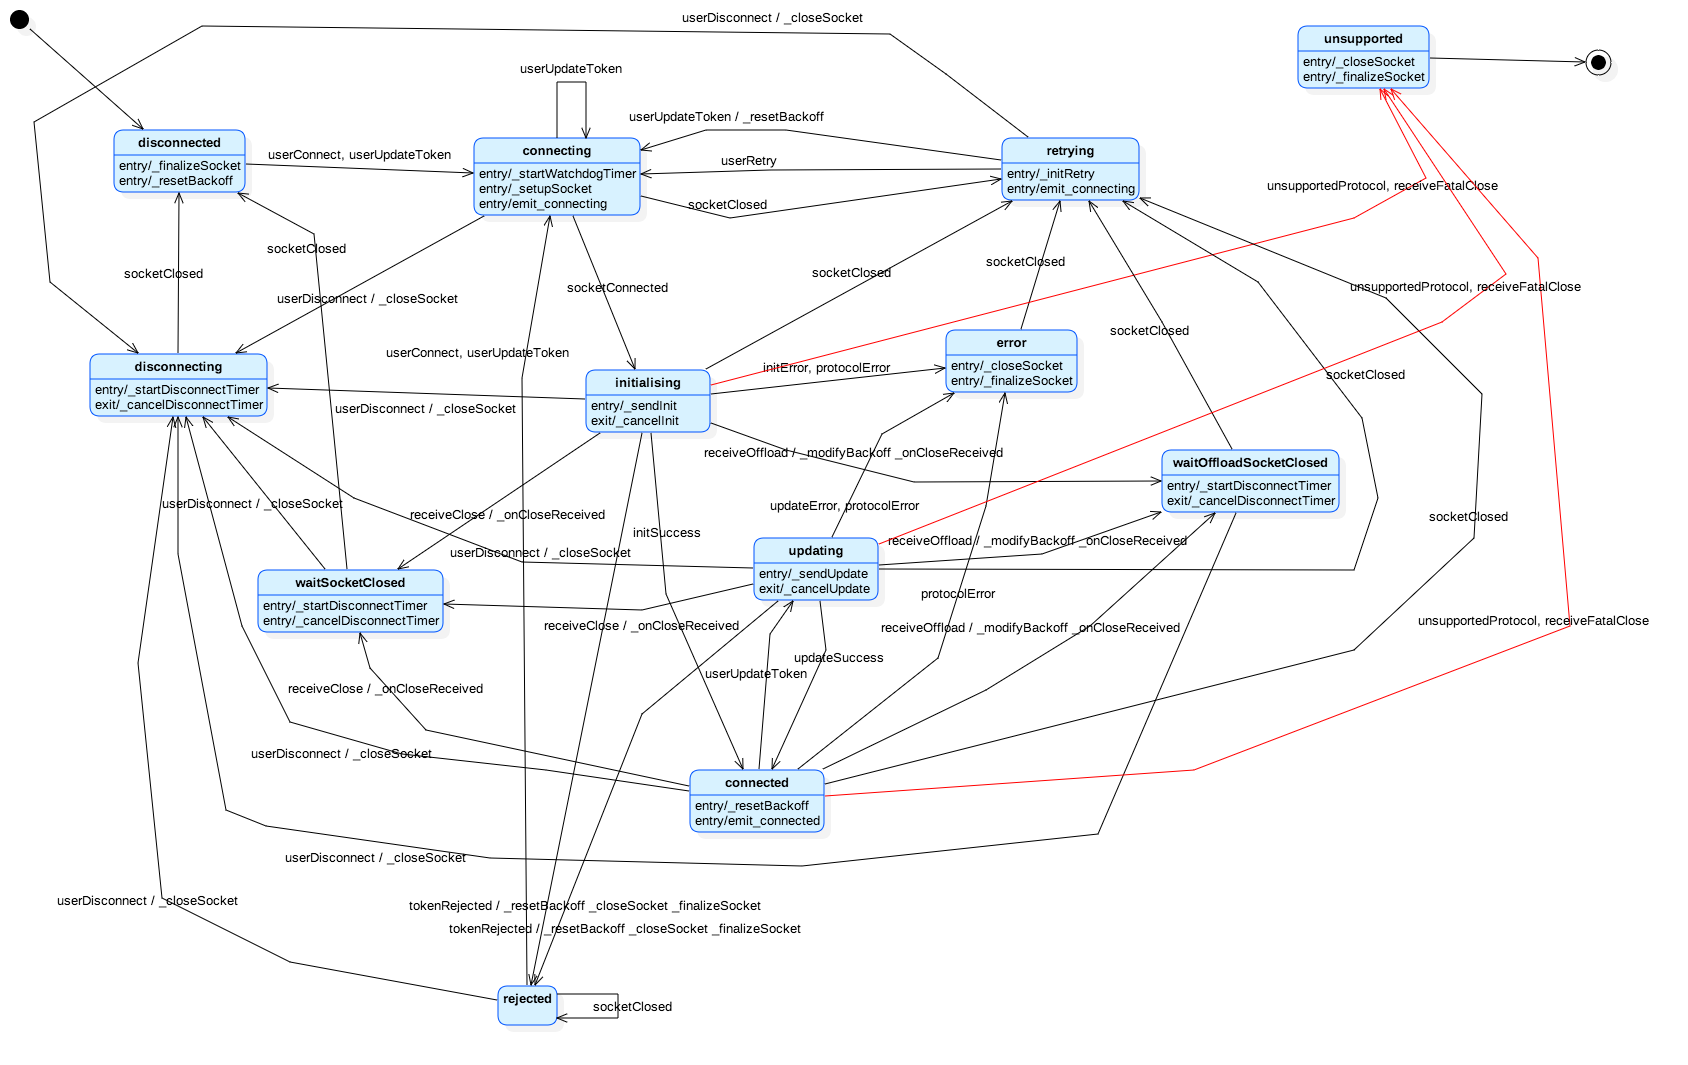 userDisconnect / _closeSocket
unsupported
entry/_closeSocket
entry/_finalizeSocket
userUpdateToken
userUpdateToken / _resetBackoff
disconnected
entry/_finalizeSocket
entry/_resetBackoff
userConnect, userUpdateToken
connecting
entry/_startWatchdogTimer
entry/_setupSocket
entry/emit_connecting
userRetry
retrying
entry/_initRetry
entry/emit_connecting
socketClosed
unsupportedProtocol, receiveFatalClose
socketClosed
socketClosed
socketConnected
socketClosed
socketClosed
unsupportedProtocol, receiveFatalClose
userDisconnect / _closeSocket
socketClosed
userConnect, userUpdateToken
disconnecting
entry/_startDisconnectTimer
exit/_cancelDisconnectTimer
initialising
entry/_sendInit
exit/_cancelInit
initError, protocolError
error
entry/_closeSocket
entry/_finalizeSocket
socketClosed
userDisconnect / _closeSocket
receiveOffload / _modifyBackoff _onCloseReceived
waitOffloadSocketClosed
entry/_startDisconnectTimer
exit/_cancelDisconnectTimer
userDisconnect / _closeSocket
receiveClose / _onCloseReceived
updateError, protocolError
socketClosed
initSuccess
receiveOffload / _modifyBackoff _onCloseReceived
userDisconnect / _closeSocket
updating
entry/_sendUpdate
exit/_cancelUpdate
waitSocketClosed
entry/_startDisconnectTimer
entry/_cancelDisconnectTimer
protocolError
receiveClose / _onCloseReceived
receiveOffload / _modifyBackoff _onCloseReceived
unsupportedProtocol, receiveFatalClose
updateSuccess
userUpdateToken
receiveClose / _onCloseReceived
userDisconnect / _closeSocket
connected
entry/_resetBackoff
entry/emit_connected
userDisconnect / _closeSocket
userDisconnect / _closeSocket
tokenRejected / _resetBackoff _closeSocket _finalizeSocket
tokenRejected / _resetBackoff _closeSocket _finalizeSocket
rejected
socketClosed